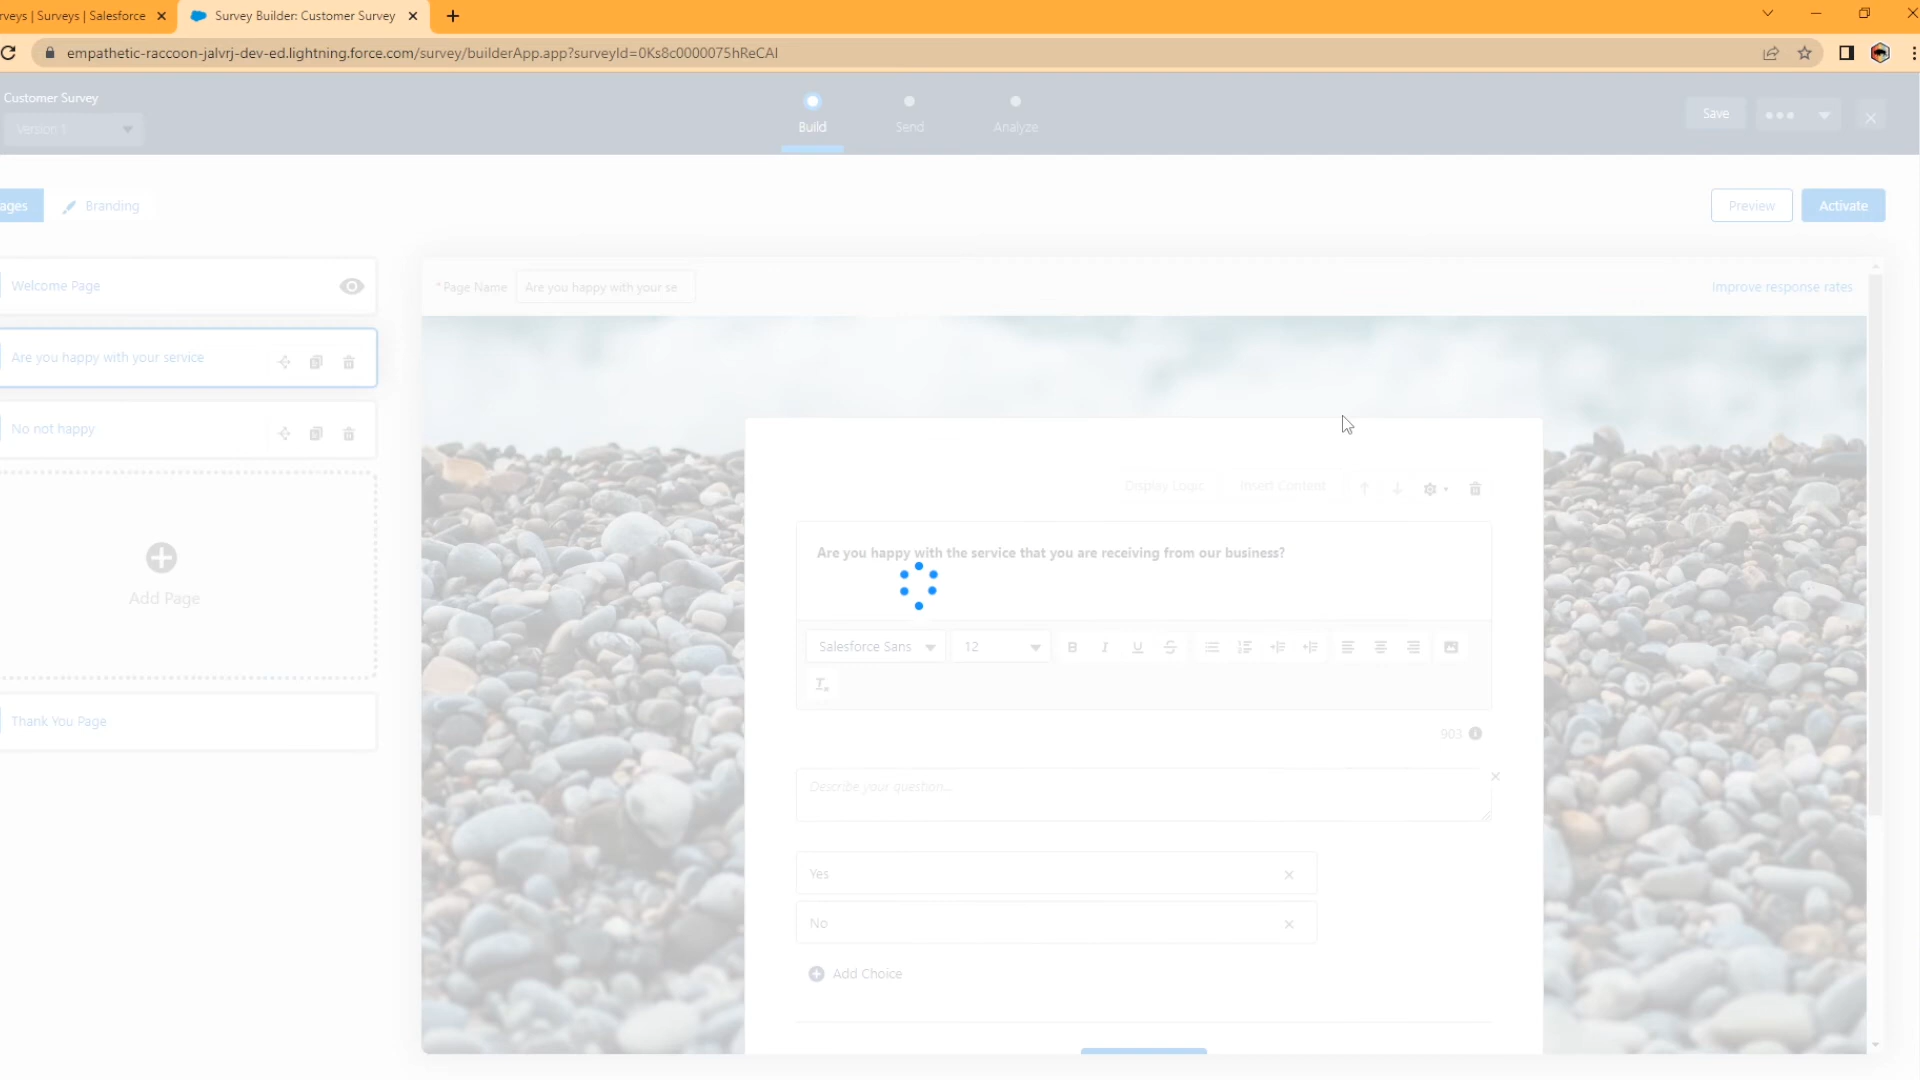 rveys | Surveys | Salesforce
Survey Builder: Customer Survey
empathetic-raccoon-jalvrj-dev-ed.lightning.force.com/survey/builderApp.app?surveyId=0Ks8c0000075hReCAI
Customer Survey
Version 1
Build
Send
Analyze
Save
ages
Branding
Preview
Activate
Welcome Page
* Page Name
Are you happy with your se
Improve response rates
Are you happy with your service
No not happy
Add Page
Thank You Page
Display Logic
Insert Content
Are you happy with the service that you are receiving from our business?
Salesforce Sans
12
B I U S
903
Describe your question...
Yes
No
Add Choice